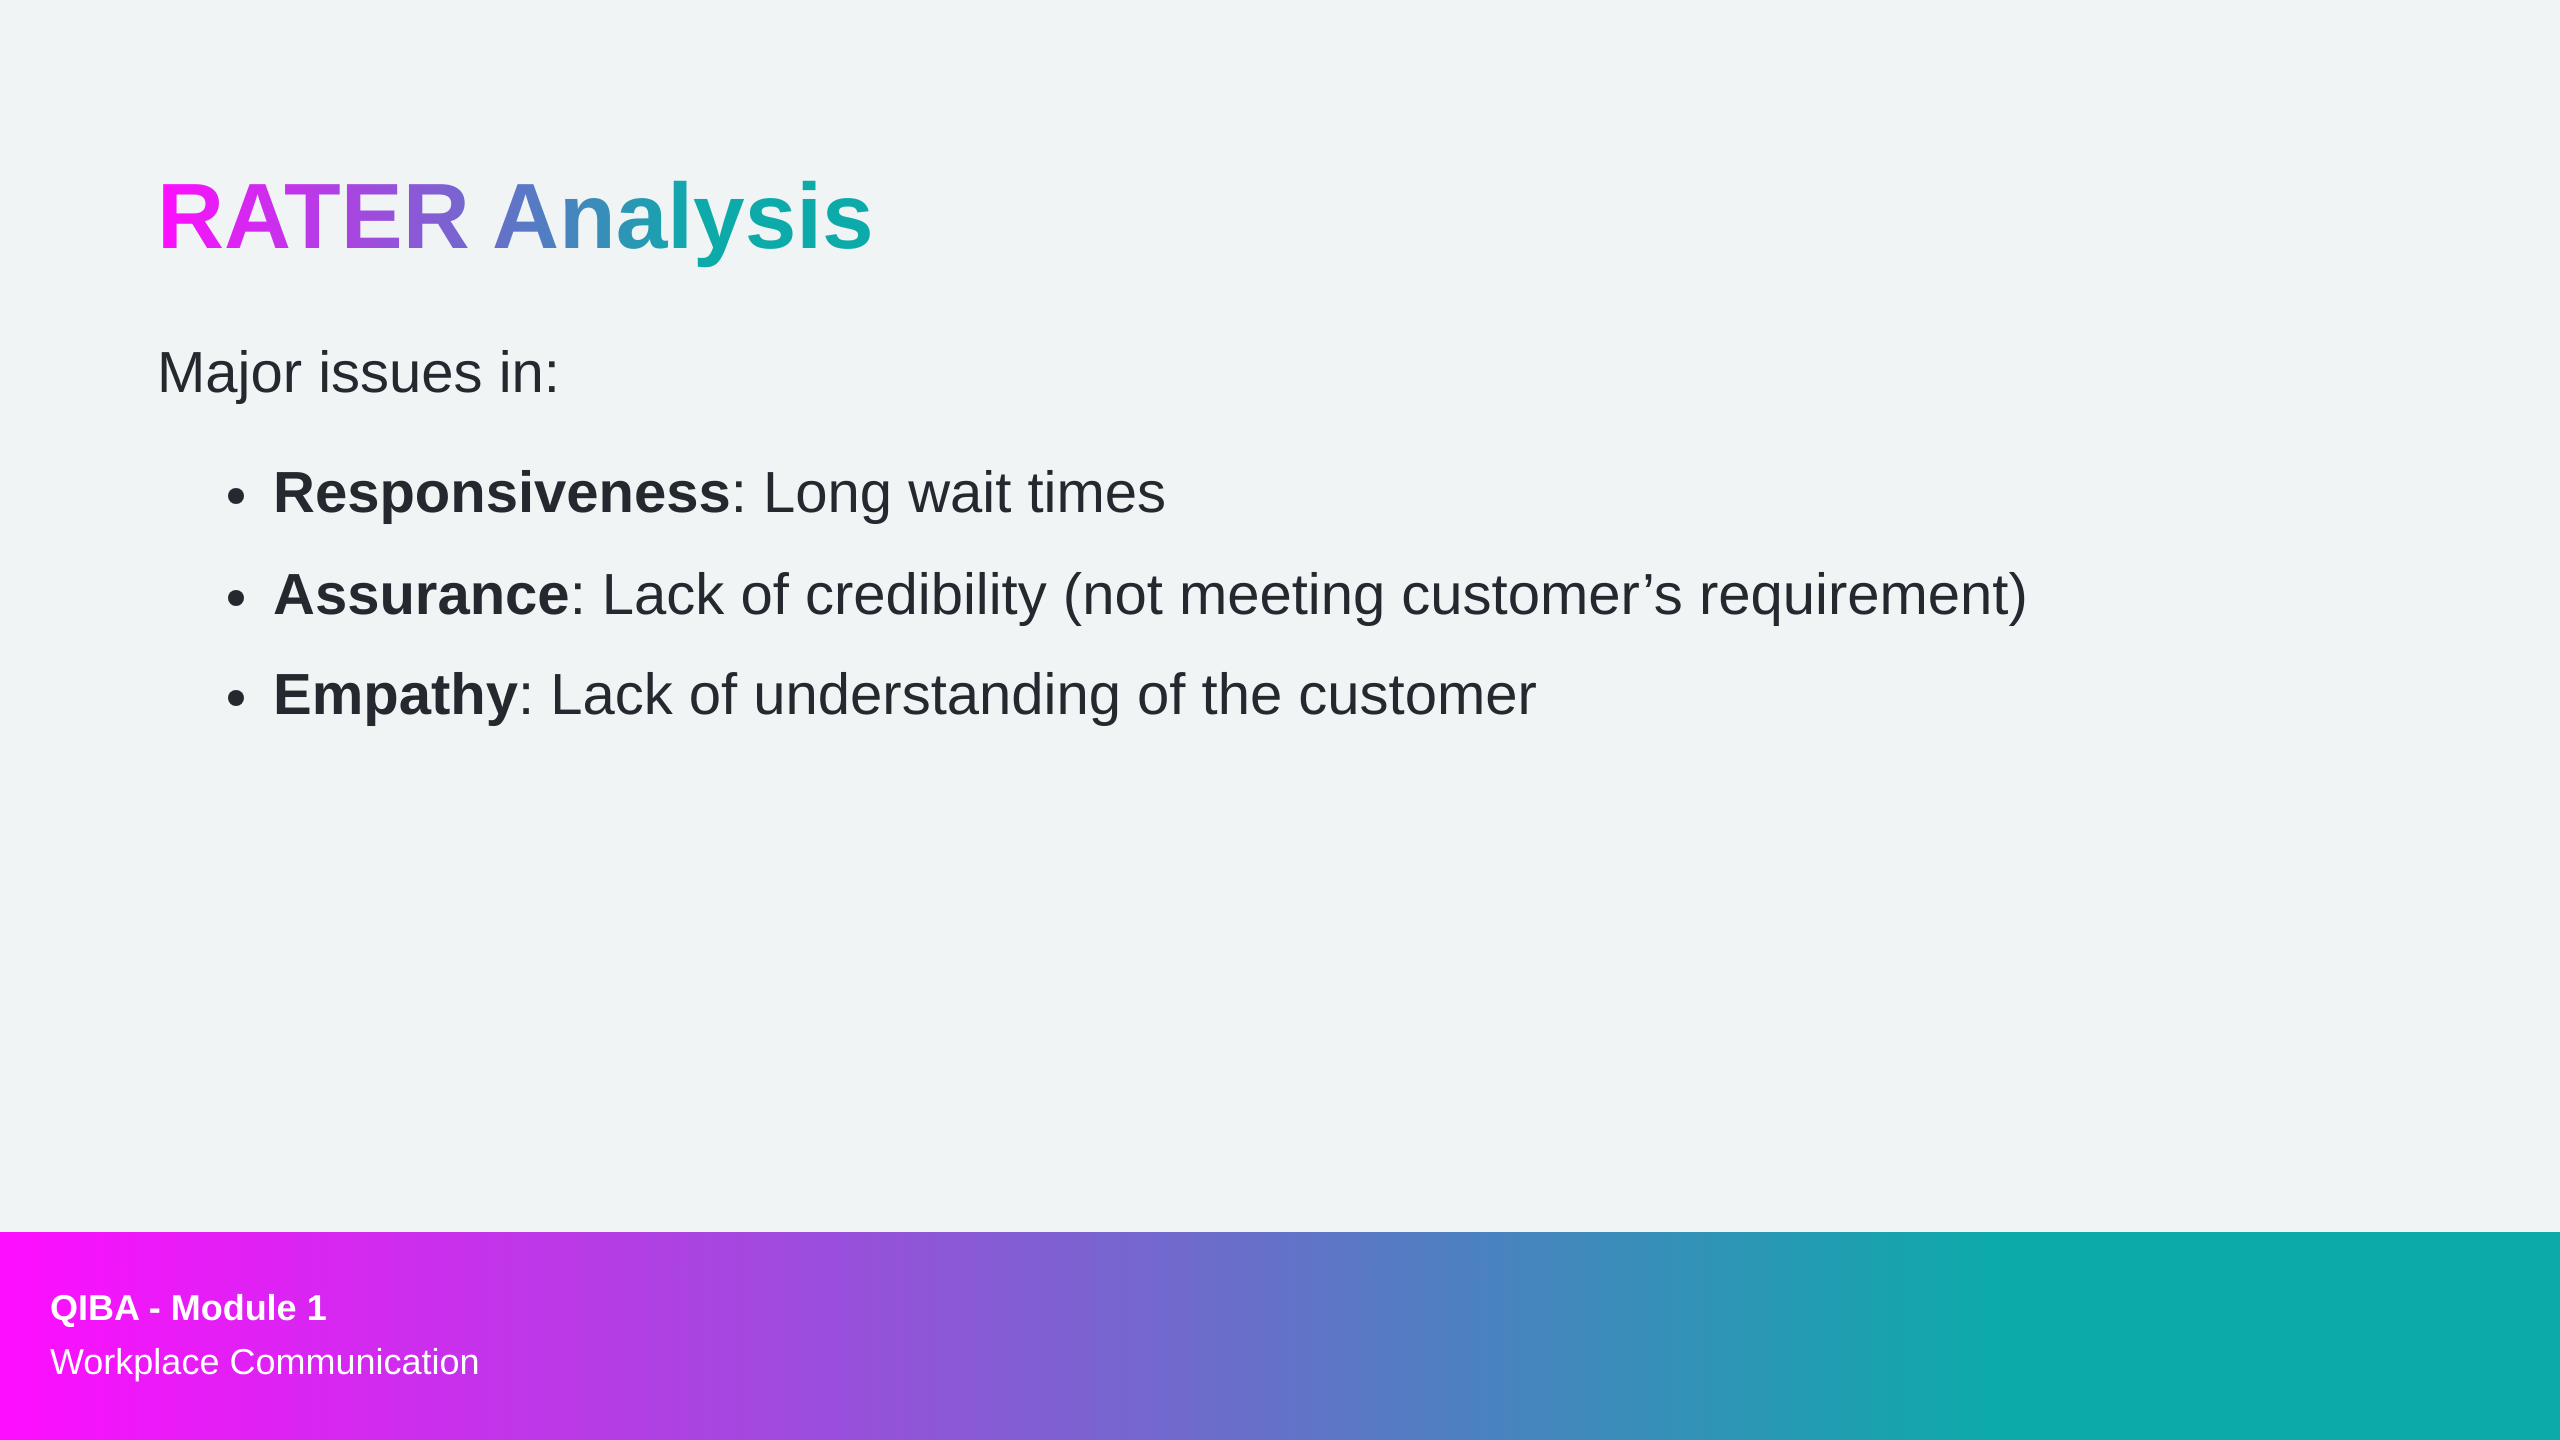 RATER Analysis
Major issues in:
• Responsiveness: Long wait times
• Assurance: Lack of credibility (not meeting customer’s requirement)
• Empathy: Lack of understanding of the customer
QIBA - Module 1
Workplace Communication